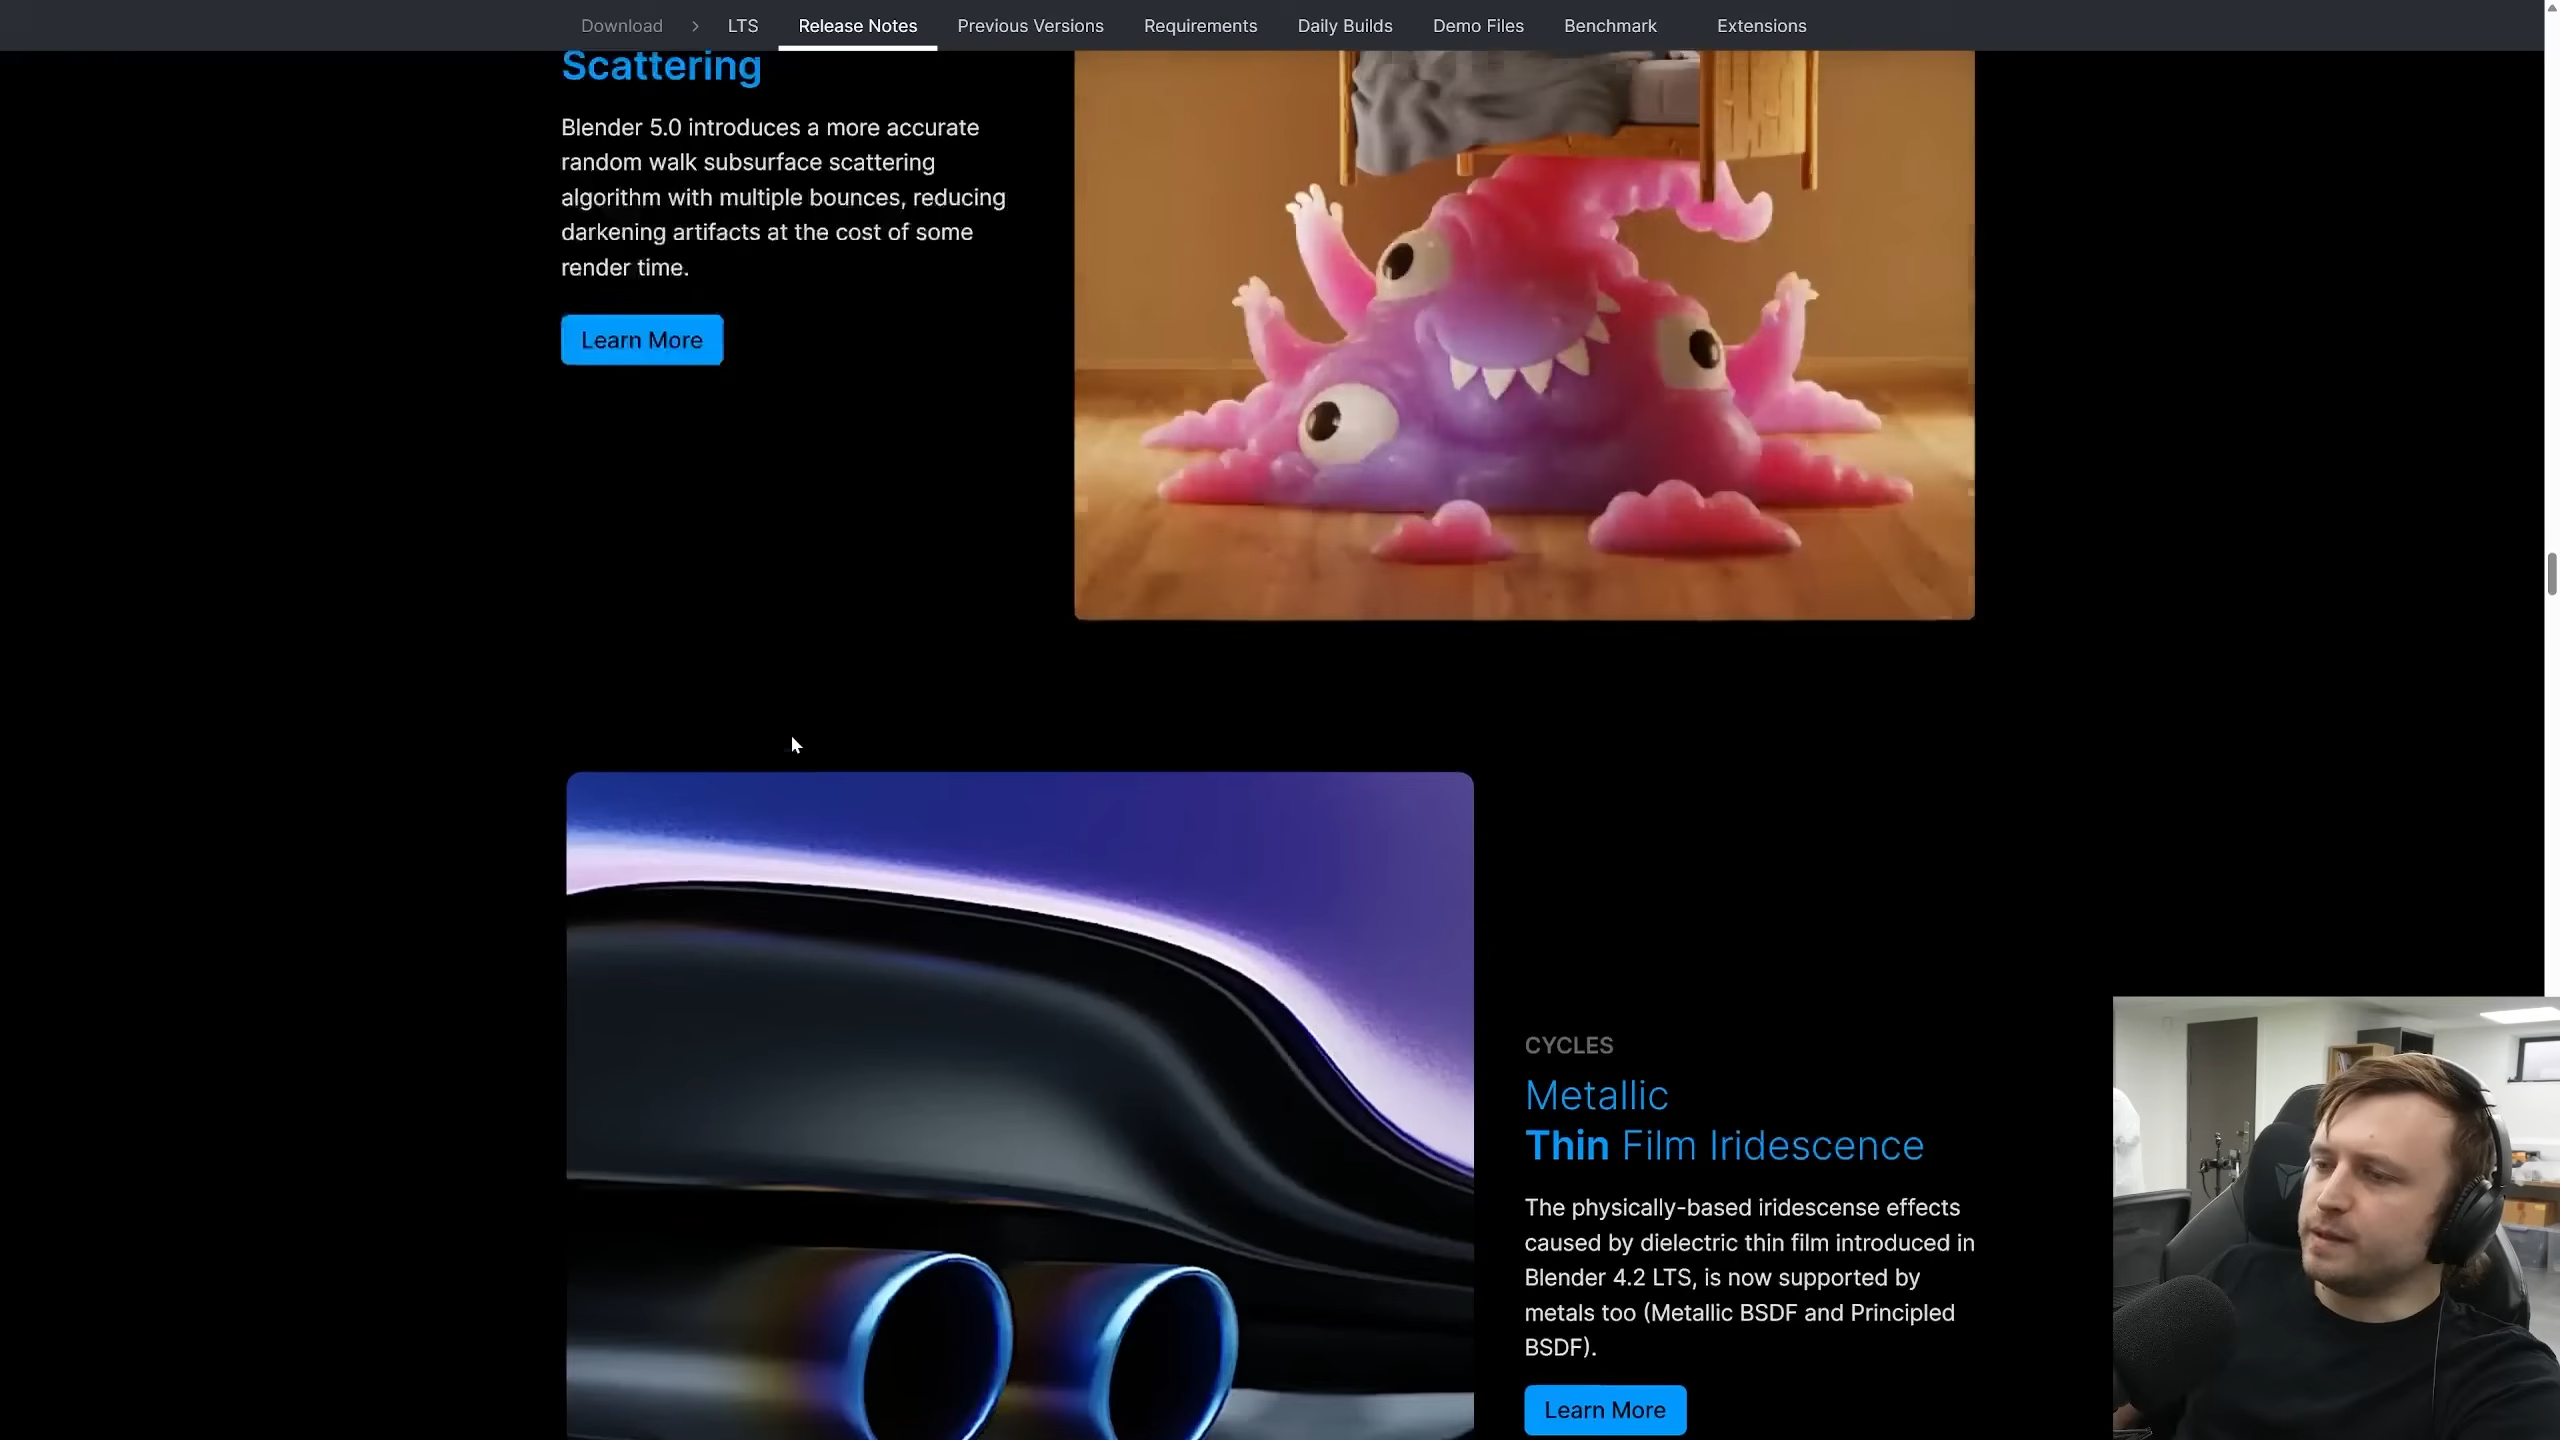 Download > LTS Release Notes Previous Versions Requirements Daily Builds Demo Files Benchmark Extensions
Scattering
Blender 5.0 introduces a more accurate
random walk subsurface scattering
algorithm with multiple bounces, reducing
darkening artifacts at the cost of some
render time.
Learn More
CYCLES
Metallic
Thin Film Iridescence
The physically-based iridescense effects
caused by dielectric thin film introduced in
Blender 4.2 LTS, is now supported by
metals too (Metallic BSDF and Principled
BSDF).
Learn More